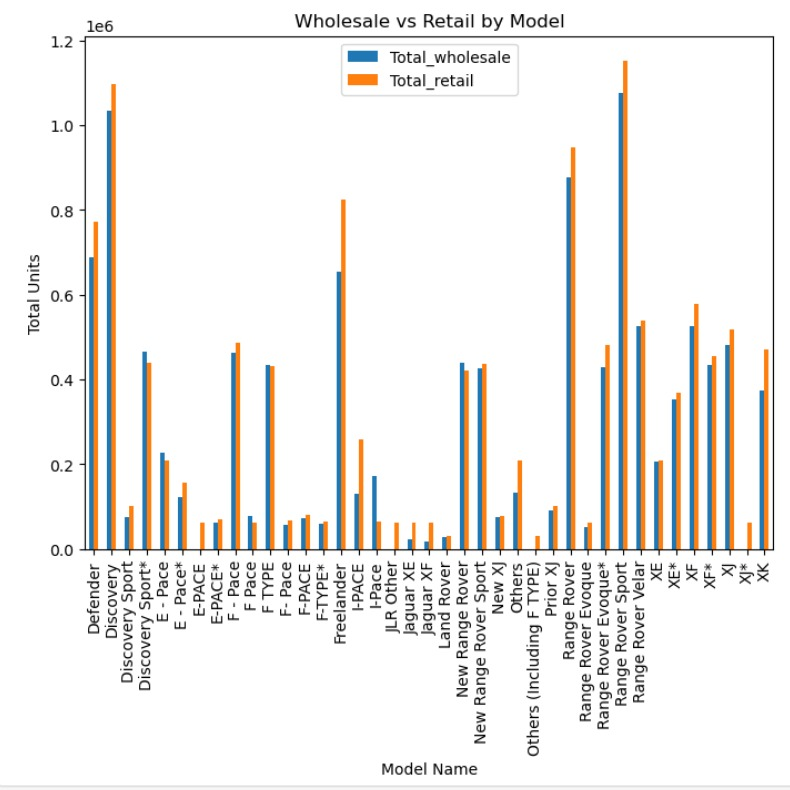 Wholesale vs Retail by Model
1e6
Total_wholesale
Total_retail
1.2
1.0
0.8
0.6
0.4
0.2
0.0
Total Units
Defender
Discovery
Discovery Sport
Discovery Sport*
E - Pace
E - Pace*
E-PACE
E-PACE*
F - Pace
F Pace
F TYPE
F- Pace
F-PACE
F-TYPE*
Freelander
I-PACE
I-Pace
JLR Other
Jaguar XE
Jaguar XF
Land Rover
New Range Rover
New Range Rover Sport
New XJ
Others
Others (Including F TYPE)
Prior XJ
Range Rover
Range Rover Evoque
Range Rover Evoque*
Range Rover Sport
Range Rover Velar
XE
XE*
XF
XF*
XJ
XJ*
XK
Model Name